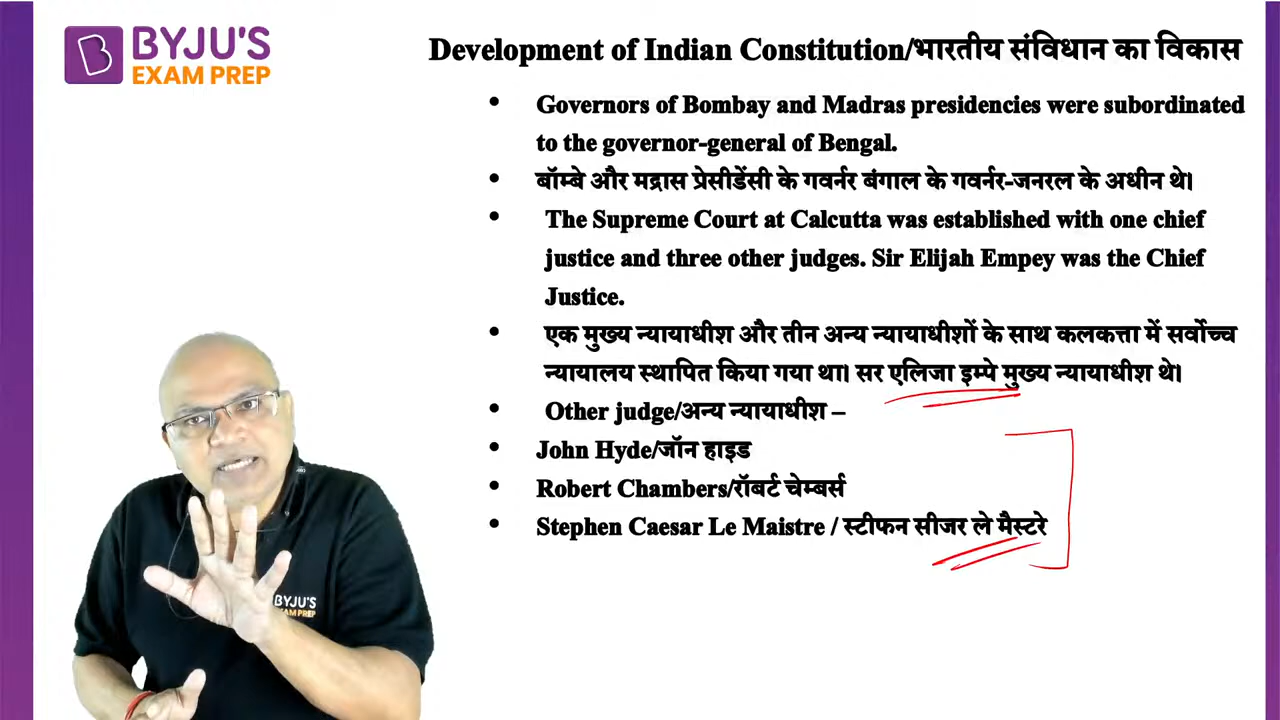 BYJU'S
EXAM PREP
Development of Indian Constitution/भारतीय संविधान का विकास
• Governors of Bombay and Madras presidencies were subordinated
to the governor-general of Bengal.
• बॉम्बे और मद्रास प्रेसीडेंसी के गवर्नर बंगाल के गवर्नर-जनरल के अधीन थे।
• The Supreme Court at Calcutta was established with one chief
justice and three other judges. Sir Elijah Empey was the Chief
Justice.
• एक मुख्य न्यायाधीश और तीन अन्य न्यायाधीशों के साथ कलकत्ता में सर्वोच्च
न्यायालय स्थापित किया गया था। सर एलिजा इम्पे मुख्य न्यायाधीश थे।
• Other judge/अन्य न्यायाधीश –
• John Hyde/जॉन हाइड
• Robert Chambers/रॉबर्ट चेम्बर्स
• Stephen Caesar Le Maistre / स्टीफन सीजर ले मैस्टरे
BYJU'S
EXAM PREP